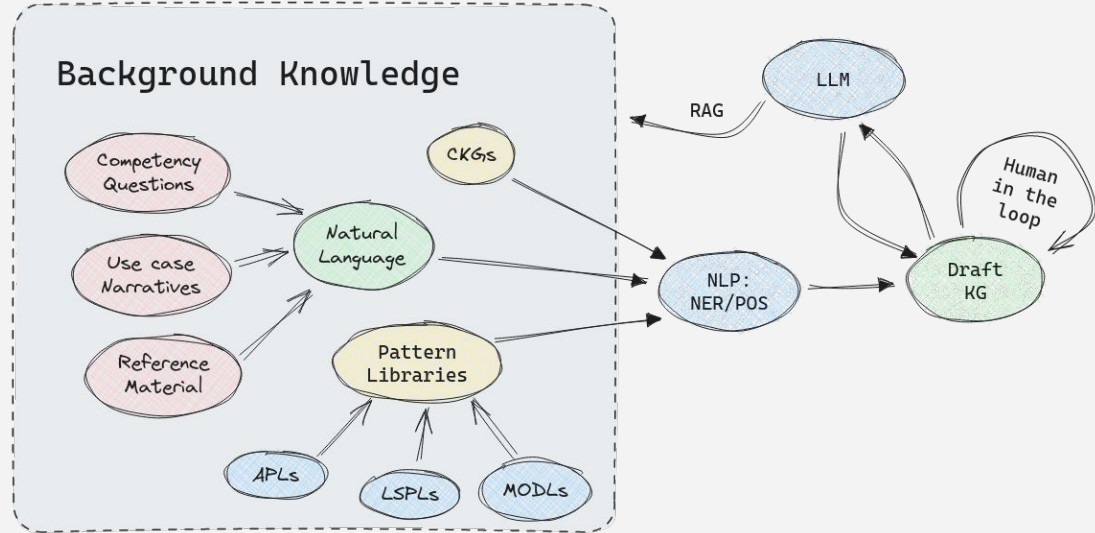 Background Knowledge
Competency
Questions
Use case
Narratives
Reference
Material
Natural
Language
CKGs
Pattern
Libraries
APLs
LSPLs
MODLs
RAG
LLM
NLP:
NER/POS
Draft
KG
Human
in the
loop